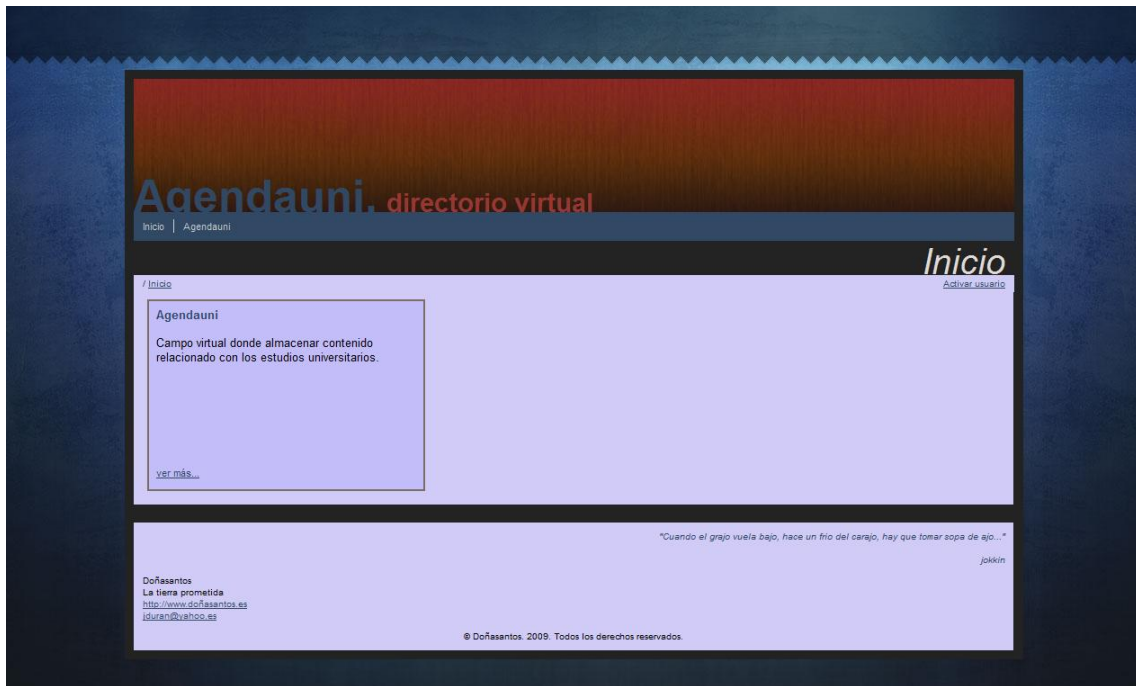 Agendauni. directorio virtual
Inicio | Agendauni
Inicio
/ Inicio
Activar usuario
Agendauni
Campo virtual donde almacenar contenido
relacionado con los estudios universitarios.
ver más...
"Cuando el grajo vuela bajo, hace un frio del carajo, hay que tomar sopa de ajo..."
jokkin
Doñasantos
La tierra prometida
http://www.doñasantos.es
jduran@yahoo.es
© Doñasantos. 2009. Todos los derechos reservados.